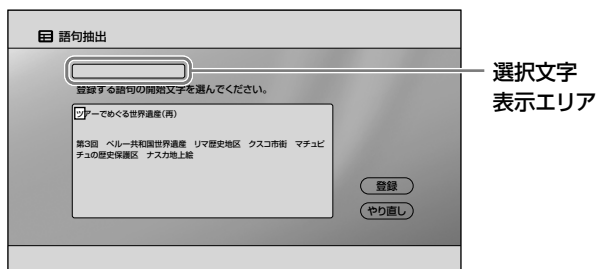 語句抽出
登録する語句の開始文字を選んでください。
ツアーでめぐる世界遺産(再)
第3回 ペルー共和国世界遺産 リマ歴史地区 クスコ市街 マチュピ
チュの歴史保護区 ナスカ地上絵
登録
やり直し
選択文字
表示エリア